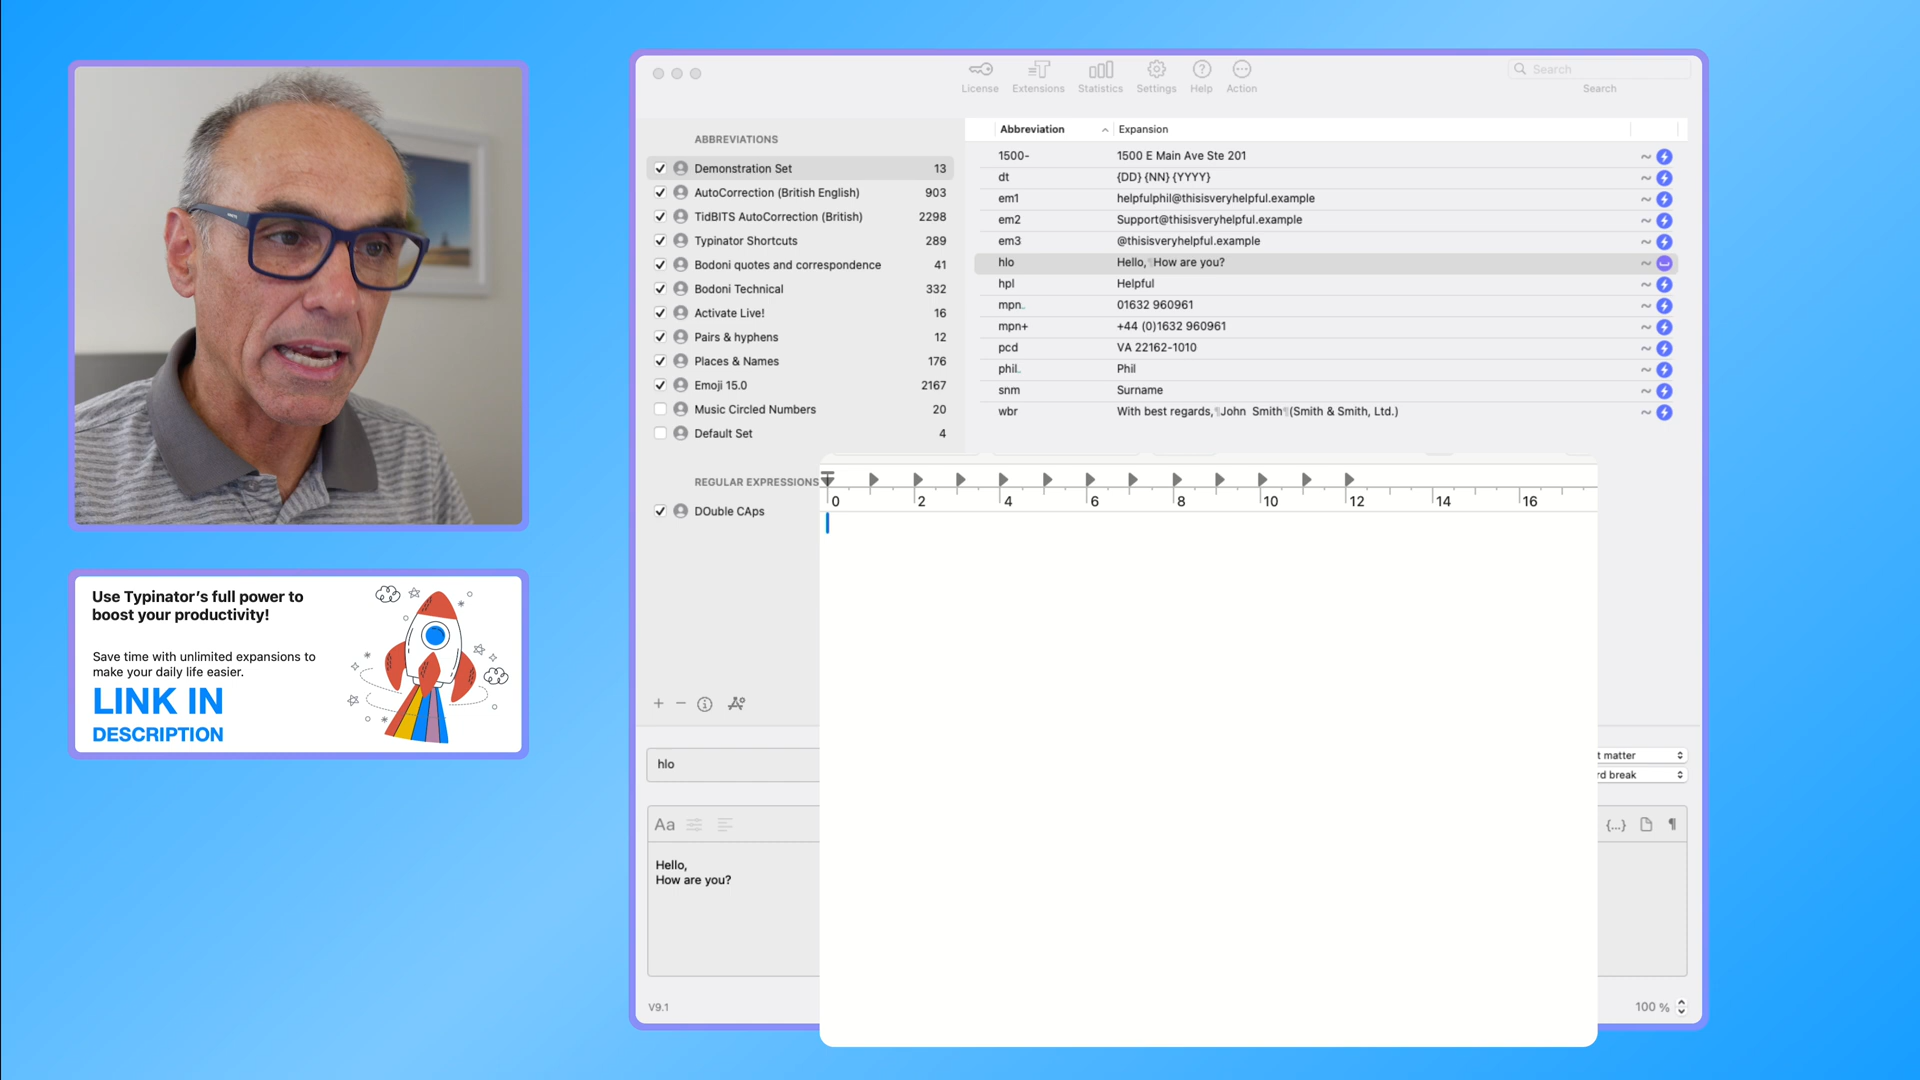 License
Extensions
Statistics
Settings
Help
Action
Search
Search
ABBREVIATIONS
Demonstration Set 13
AutoCorrection (British English) 903
TidBITS AutoCorrection (British) 2298
Typinator Shortcuts 289
Bodoni quotes and correspondence 41
Bodoni Technical 332
Activate Live! 16
Pairs & hyphens 12
Places & Names 176
Emoji 15.0 2167
Music Circled Numbers 20
Default Set 4
REGULAR EXPRESSIONS
DOuble CAps
Abbreviation Expansion
1500- 1500 E Main Ave Ste 201
dt {DD} {NN} {YYYY}
em1 helpfulphil@thisisveryhelpful.example
em2 Support@thisisveryhelpful.example
em3 @thisisveryhelpful.example
hlo Hello,¶How are you?
hpl Helpful
mpn. 01632 960961
mpn+ +44 (0)1632 960961
pcd VA 22162-1010
phil. Phil
snm Surname
wbr With best regards,¶John Smith¶(Smith & Smith, Ltd.)
0 2 4 6 8 10 12 14 16
hlo
t matter
rd break
Aa
{...} ¶
Hello,
How are you?
V9.1
100 %
Use Typinator's full power to
boost your productivity!
Save time with unlimited expansions to
make your daily life easier.
LINK IN
DESCRIPTION